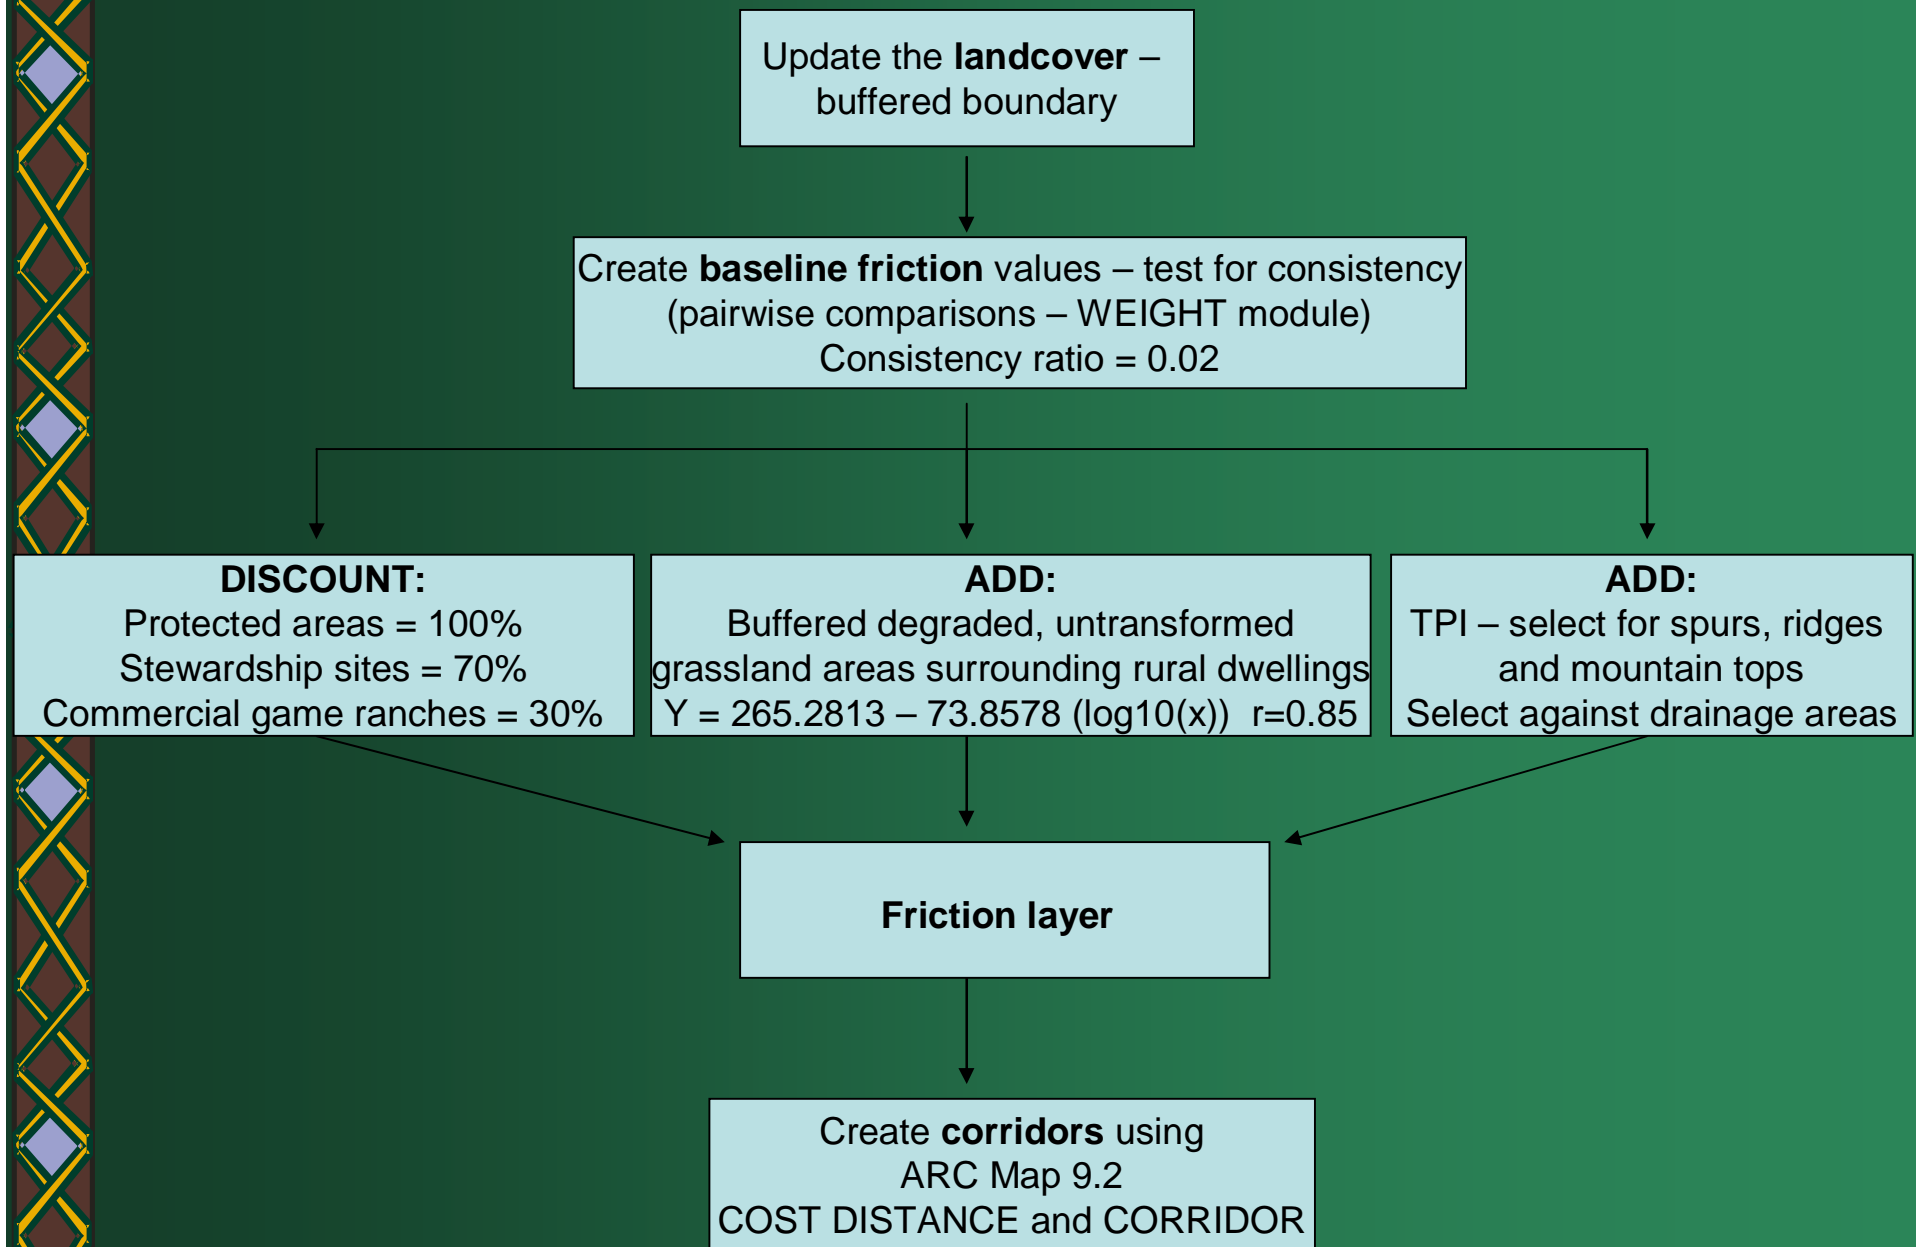 Update the landcover –
buffered boundary
Create baseline friction values – test for consistency
(pairwise comparisons – WEIGHT module)
Consistency ratio = 0.02
DISCOUNT:
Protected areas = 100%
Stewardship sites = 70%
Commercial game ranches = 30%
ADD:
Buffered degraded, untransformed
grassland areas surrounding rural dwellings
Y = 265.2813 – 73.8578 (log10(x))  r=0.85
ADD:
TPI – select for spurs, ridges
and mountain tops
Select against drainage areas
Friction layer
Create corridors using
ARC Map 9.2
COST DISTANCE and CORRIDOR